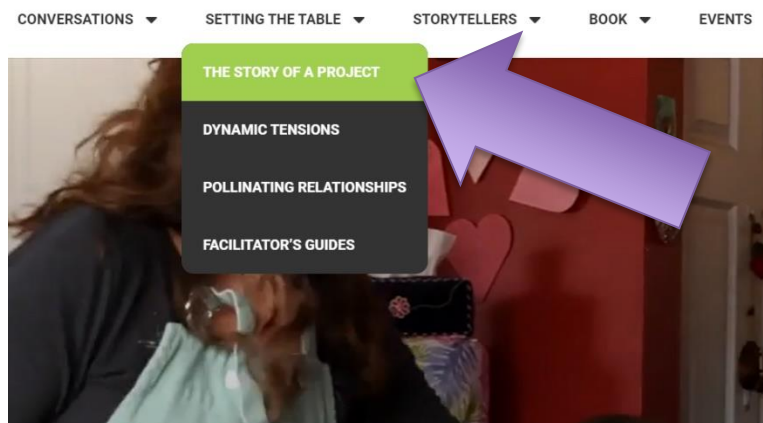 CONVERSATIONS ▼ SETTING THE TABLE ▼ STORYTELLERS ▼ BOOK ▼ EVENTS
THE STORY OF A PROJECT
DYNAMIC TENSIONS
POLLINATING RELATIONSHIPS
FACILITATOR'S GUIDES